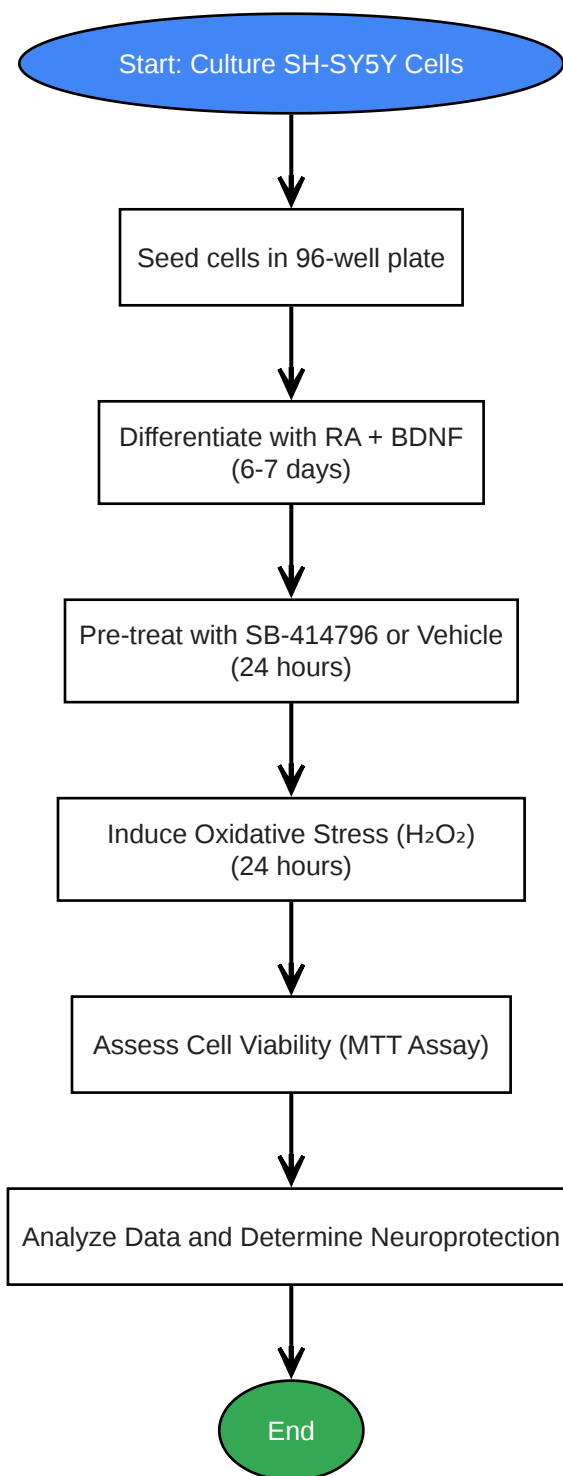 Start: Culture SH-SY5Y Cells
Seed cells in 96-well plate
Differentiate with RA + BDNF
(6-7 days)
Pre-treat with SB-414796 or Vehicle
(24 hours)
Induce Oxidative Stress (H₂O₂)
(24 hours)
Assess Cell Viability (MTT Assay)
Analyze Data and Determine Neuroprotection
End